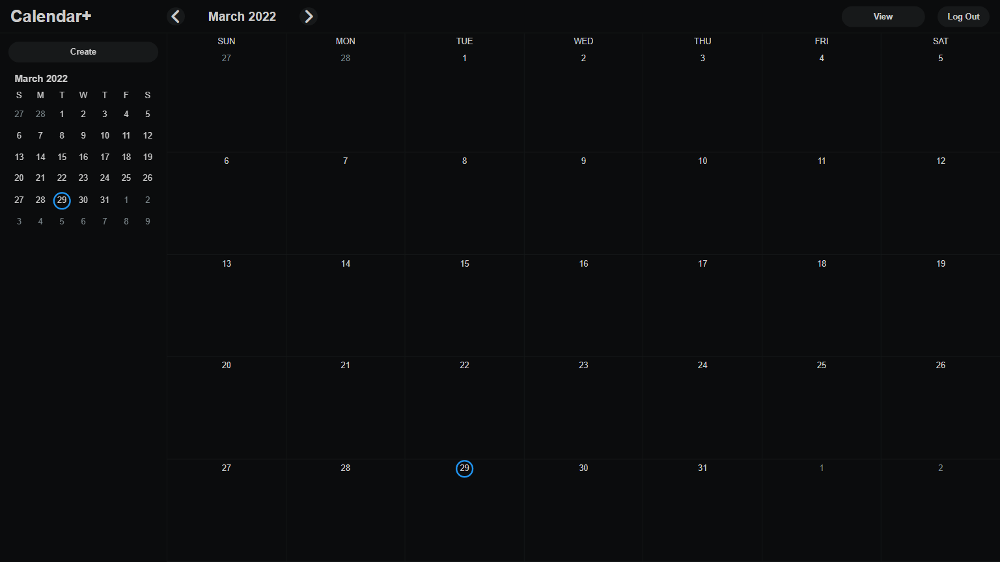 Calendar+ March 2022 View Log Out
Create
March 2022
S M T W T F S
27 28 1 2 3 4 5
6 7 8 9 10 11 12
13 14 15 16 17 18 19
20 21 22 23 24 25 26
27 28 29 30 31 1 2
3 4 5 6 7 8 9
SUN MON TUE WED THU FRI SAT
27 28 1 2 3 4 5
6 7 8 9 10 11 12
13 14 15 16 17 18 19
20 21 22 23 24 25 26
27 28 29 30 31 1 2